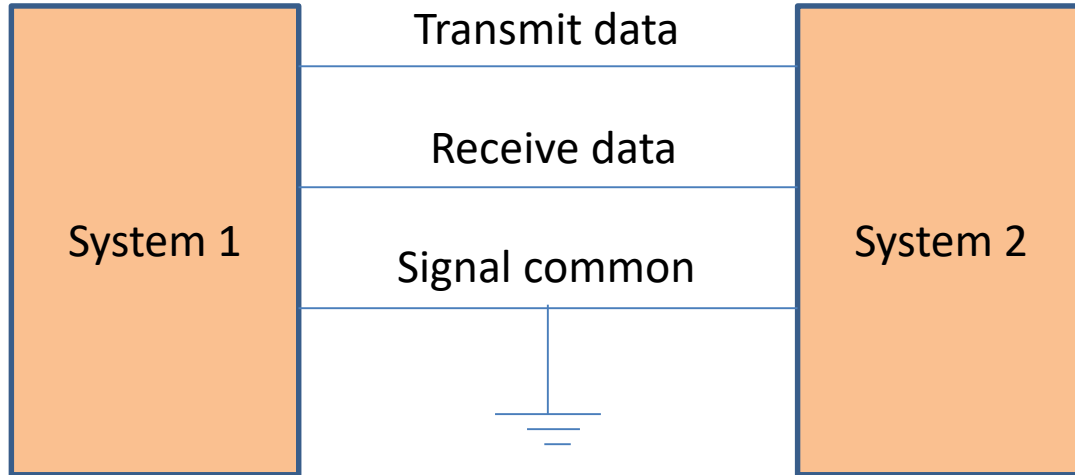 Transmit data
Receive data
System 1
System 2
Signal common